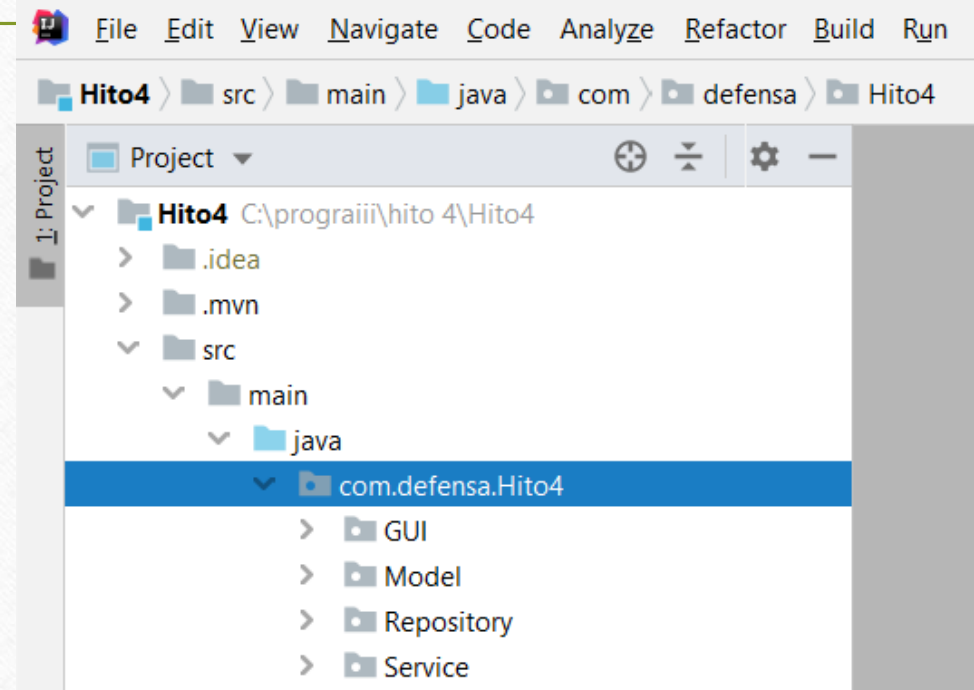 File Edit View Navigate Code Analyze Refactor Build Run
Hito4 src main java com defensa Hito4
1: Project
Project
Hito4 C:\prograiii\hito 4\Hito4
.idea
.mvn
src
main
java
com.defensa.Hito4
GUI
Model
Repository
Service